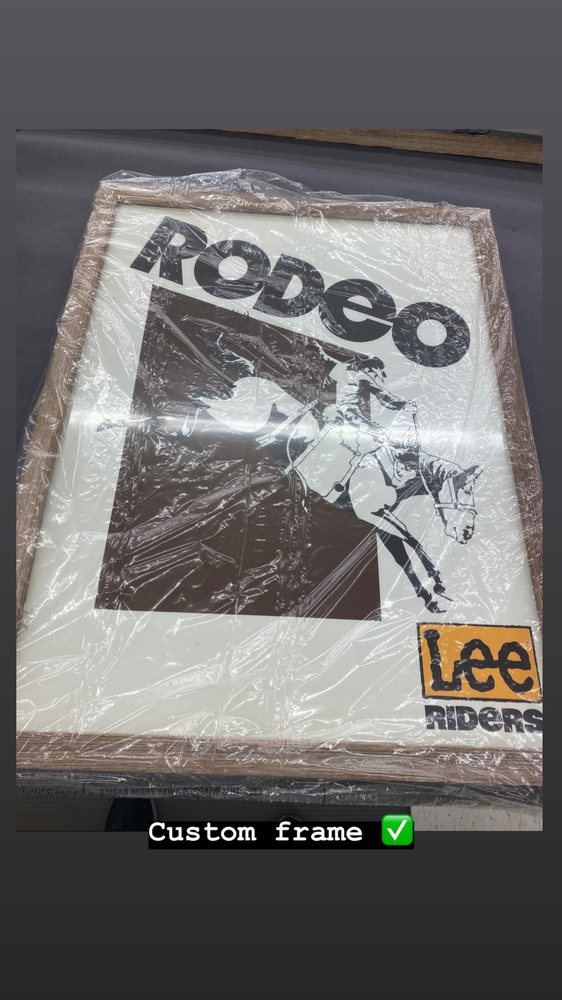 Rodeo
Lee
RIDERS
Custom frame ✅